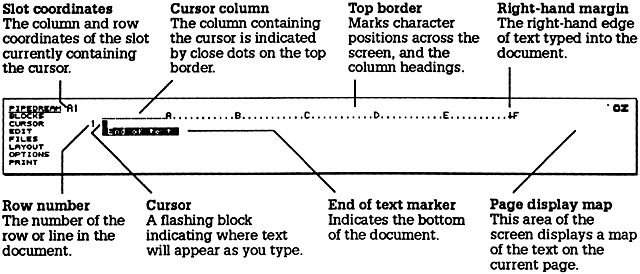 Slot coordinates
The column and row
coordinates of the slot
currently containing
the cursor.
Cursor column
The column containing
the cursor is indicated
by close dots on the top
border.
Top border
Marks character
positions across the
screen, and the
column headings.
Right-hand margin
The right-hand edge
of text typed into the
document.
PIPEDREAM A1
BLOCKS
CURSOR
EDIT
FILES
LAYOUT
OPTIONS
PRINT
A.........B.........C.........D.........E.........F
1
End of text
OZ
Row number
The number of the
row or line in the
document.
Cursor
A flashing block
indicating where text
will appear as you type.
End of text marker
Indicates the bottom
of the document.
Page display map
This area of the
screen displays a map
of the text on the
current page.